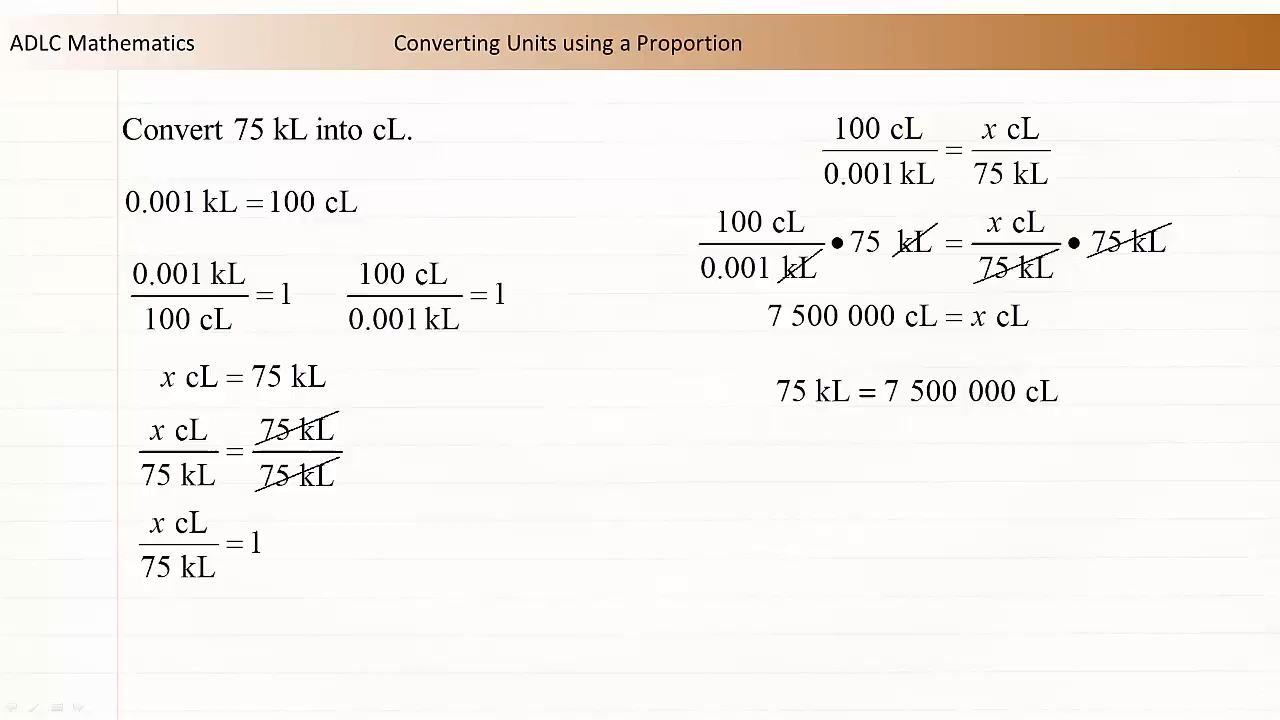 ADLC Mathematics
Converting Units using a Proportion
Convert 75 kL into cL.
0.001 kL = 100 cL
0.001 kL / 100 cL = 1
100 cL / 0.001 kL = 1
x cL = 75 kL
x cL / 75 kL = 75 kL / 75 kL
x cL / 75 kL = 1
100 cL / 0.001 kL = x cL / 75 kL
100 cL / 0.001 kL • 75 kL = x cL / 75 kL • 75 kL
7 500 000 cL = x cL
75 kL = 7 500 000 cL